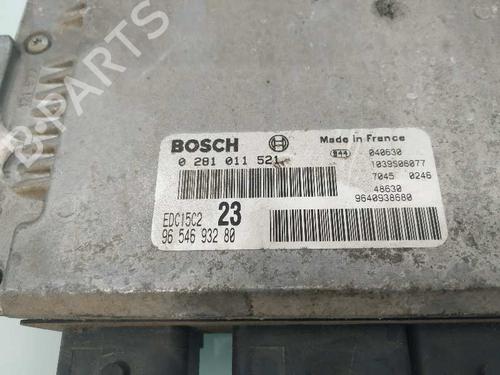 BOSCH
0 281 011 521
EDC15C2 23
96 546 932 80
Made in France
S44 040630
1039S06077
7045 0246
48630
9640938680